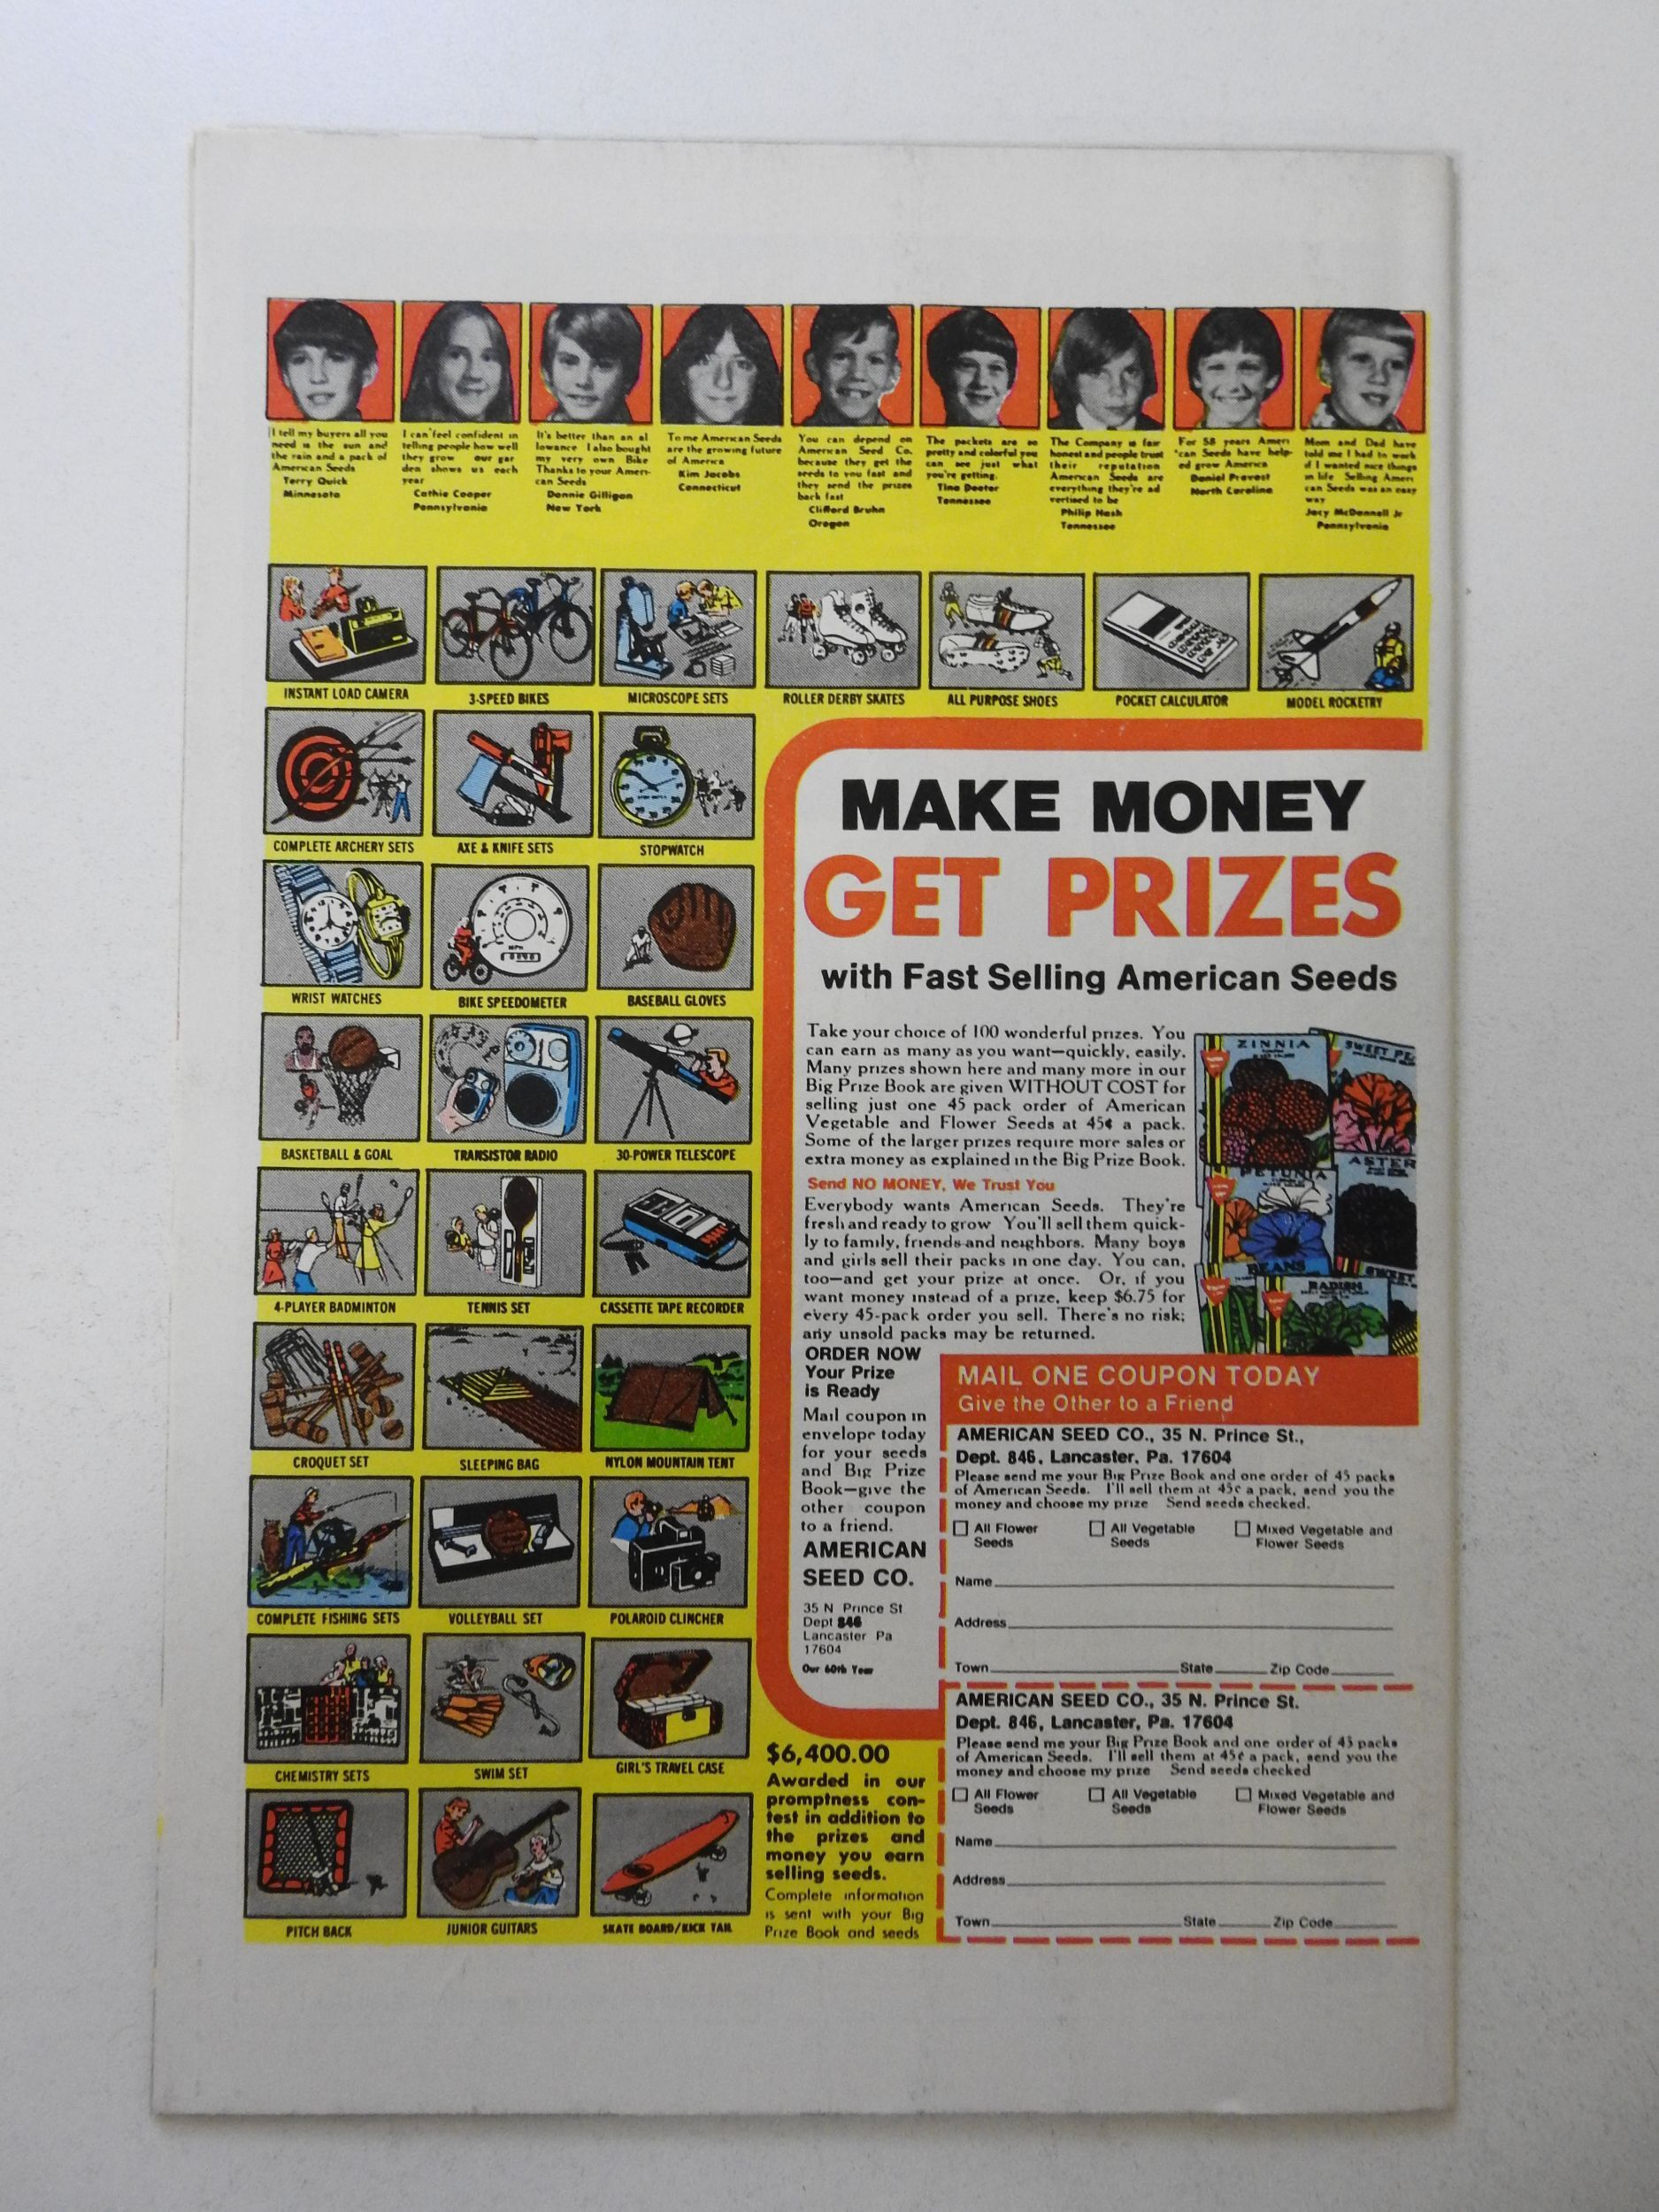 I tell my buyers all you
need is the sun and
the rain and a pack of
American Seeds
Terry Quick
Minnesota
I can feel confident in
telling people how well
they grow our gar
den shows us each
year
Cathie Cooper
Pennsylvania
It's better than an al
lowance I also bought
my very own Bike
Thanks to your Ameri-
can Seeds
Donnie Gilligan
New York
To me American Seeds
are the growing future
of America
Kim Jacobs
Connecticut
You can depend on
American Seed Co.
because they get the
seeds to you fast and
they send the prizes
back fast
Clifford Bruhn
Oregon
The packets are so
pretty and colorful you
can see just what
you're getting.
Tina Deeter
Tennessee
The Company is fair
honest and people trust
their reputation
American Seeds are
everything they're ad
vertised to be
Philip Nash
Tennessee
For 58 years Ameri
can Seeds have help-
ed grow America
Daniel Provost
North Carolina
Mom and Dad have
told me I had to work
if I wanted nice things
in life Selling Ameri
can Seeds was an easy
way
Jacy McDonnell Jr
Pennsylvania
INSTANT LOAD CAMERA
3-SPEED BIKES
MICROSCOPE SETS
ROLLER DERBY SKATES
ALL PURPOSE SHOES
POCKET CALCULATOR
MODEL ROCKETRY
COMPLETE ARCHERY SETS
AXE & KNIFE SETS
STOPWATCH
WRIST WATCHES
BIKE SPEEDOMETER
BASEBALL GLOVES
BASKETBALL & GOAL
TRANSISTOR RADIO
30-POWER TELESCOPE
4-PLAYER BADMINTON
TENNIS SET
CASSETTE TAPE RECORDER
CROQUET SET
SLEEPING BAG
NYLON MOUNTAIN TENT
COMPLETE FISHING SETS
VOLLEYBALL SET
POLAROID CLINCHER
CHEMISTRY SETS
SWIM SET
GIRL'S TRAVEL CASE
PITCH BACK
JUNIOR GUITARS
SKATE BOARD/KICK TAIL
MAKE MONEY
GET PRIZES
with Fast Selling American Seeds
Take your choice of 100 wonderful prizes. You
can earn as many as you want—quickly, easily.
Many prizes shown here and many more in our
Big Prize Book are given WITHOUT COST for
selling just one 45 pack order of American
Vegetable and Flower Seeds at 45¢ a pack.
Some of the larger prizes require more sales or
extra money as explained in the Big Prize Book.
Send NO MONEY, We Trust You
Everybody wants American Seeds. They're
fresh and ready to grow You'll sell them quick-
ly to family, friends and neighbors. Many boys
and girls sell their packs in one day. You can,
too—and get your prize at once. Or, if you
want money instead of a prize, keep $6.75 for
every 45-pack order you sell. There's no risk;
any unsold packs may be returned.
ZINNIA
SWEET PE
PETUNIA
ASTER
BEANS
RADISH
SWEET
ORDER NOW
Your Prize
is Ready
Mail coupon in
envelope today
for your seeds
and Big Prize
Book—give the
other coupon
to a friend.
AMERICAN
SEED CO.
35 N Prince St
Dept 846
Lancaster Pa
17604
Our 60th Year
MAIL ONE COUPON TODAY
Give the Other to a Friend
AMERICAN SEED CO., 35 N. Prince St.,
Dept. 846, Lancaster, Pa. 17604
Please send me your Big Prize Book and one order of 45 packs
of American Seeds. I'll sell them at 45¢ a pack, send you the
money and choose my prize Send seeds checked.
All Flower
Seeds
All Vegetable
Seeds
Mixed Vegetable and
Flower Seeds
Name
Address
Town State Zip Code
AMERICAN SEED CO., 35 N. Prince St.
Dept. 846, Lancaster, Pa. 17604
Please send me your Big Prize Book and one order of 45 packs
of American Seeds. I'll sell them at 45¢ a pack, send you the
money and choose my prize Send seeds checked
All Flower
Seeds
All Vegetable
Seeds
Mixed Vegetable and
Flower Seeds
Name
Address
Town State Zip Code
$6,400.00
Awarded in our
promptness con-
test in addition to
the prizes and
money you earn
selling seeds.
Complete information
is sent with your Big
Prize Book and seeds